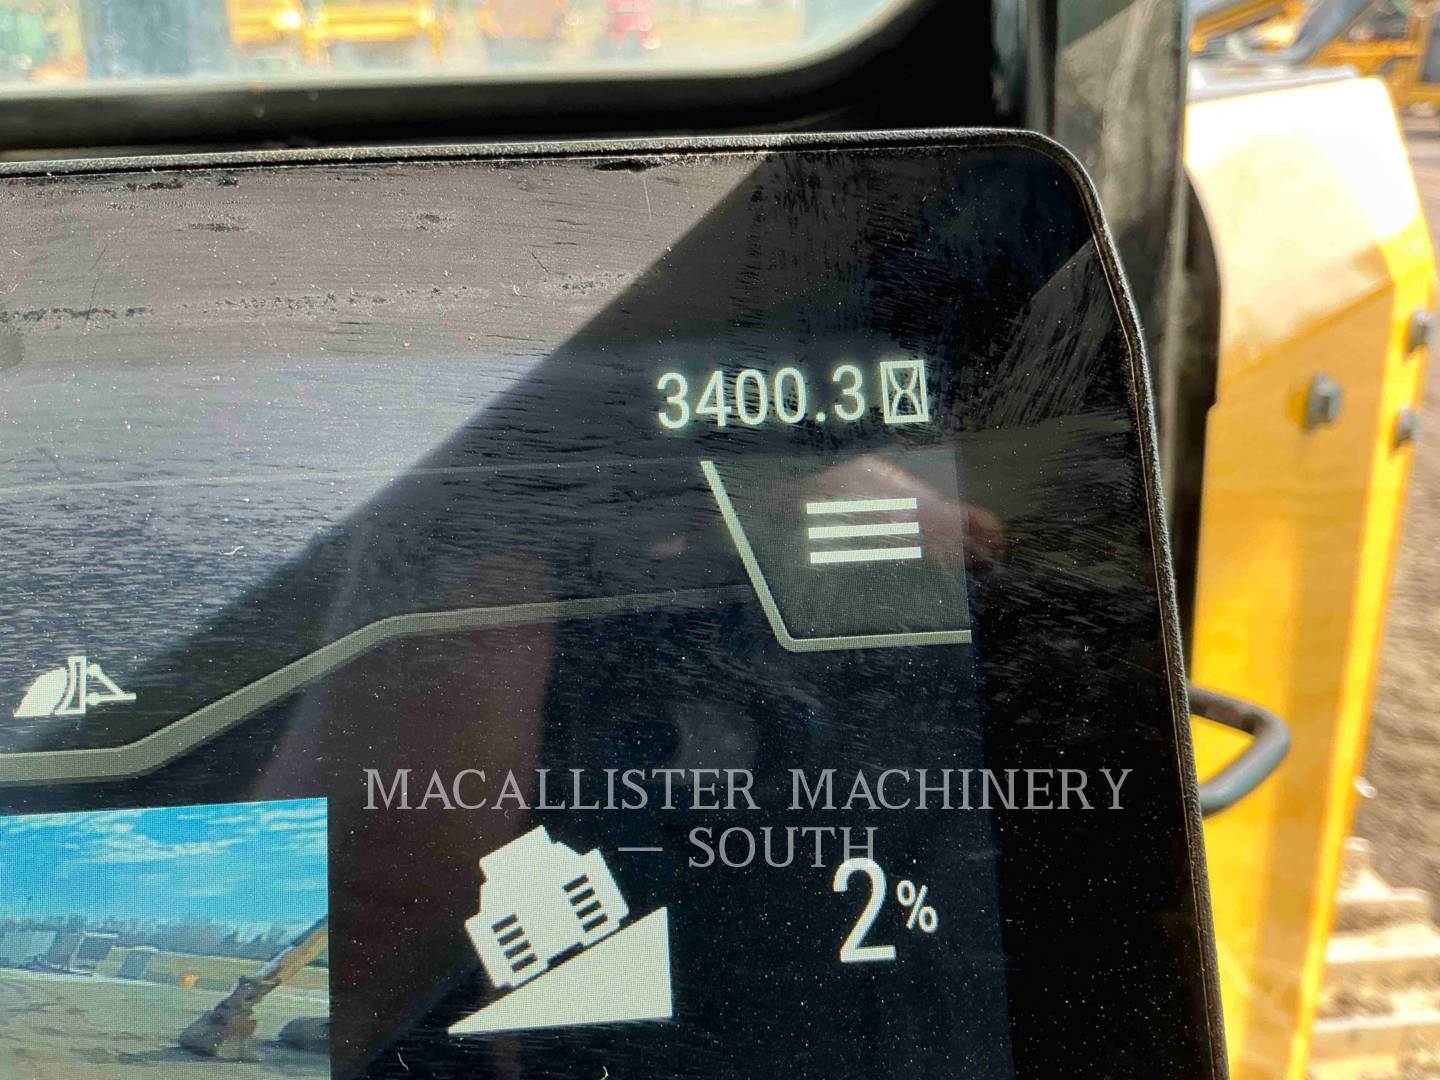 3400.3
MACALLISTER MACHINERY
— SOUTH
2%